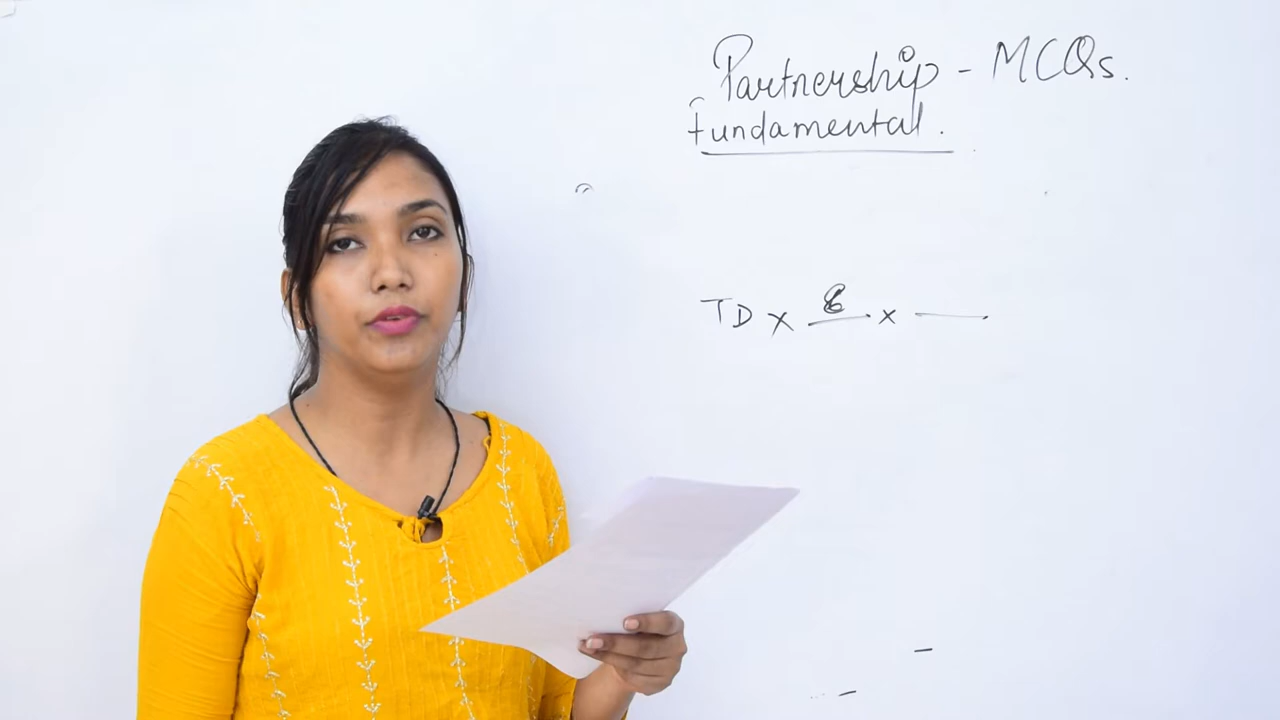 Partnership - MCQs.
Fundamental.
TD × 6 ×